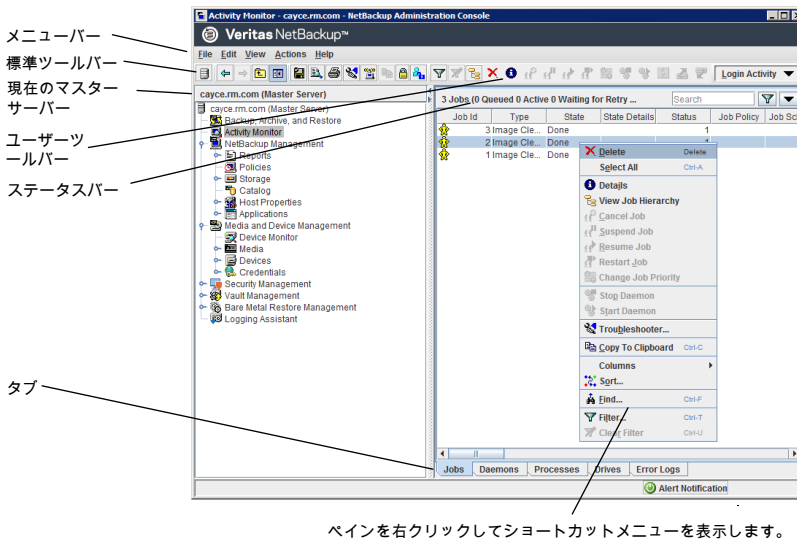 Activity Monitor - cayce.rm.com - NetBackup Administration Console
Veritas NetBackup™
File Edit View Actions Help
Login Activity
メニューバー
標準ツールバー
現在のマスター
サーバー
ユーザーツ
ールバー
ステータスバー
タブ
cayce.rm.com (Master Server)
cayce.rm.com (Master Server)
Backup, Archive, and Restore
Activity Monitor
NetBackup Management
Reports
Policies
Storage
Catalog
Host Properties
Applications
Media and Device Management
Device Monitor
Media
Devices
Credentials
Security Management
Vault Management
Bare Metal Restore Management
Logging Assistant
3 Jobs (0 Queued 0 Active 0 Waiting for Retry ...
Search
Job Id Type State State Details Status Job Policy Job Sch
3 Image Cle... Done 1
2 Image Cle... Done 1
1 Image Cle... Done
Delete Delete
Select All Ctrl-A
Details
View Job Hierarchy
Cancel Job
Suspend Job
Resume Job
Restart Job
Change Job Priority
Stop Daemon
Start Daemon
Troubleshooter...
Copy To Clipboard Ctrl-C
Columns
Sort...
Find... Ctrl-F
Filter... Ctrl-T
Clear Filter Ctrl-U
Jobs Daemons Processes Drives Error Logs
Alert Notification
ペインを右クリックしてショートカットメニューを表示します。